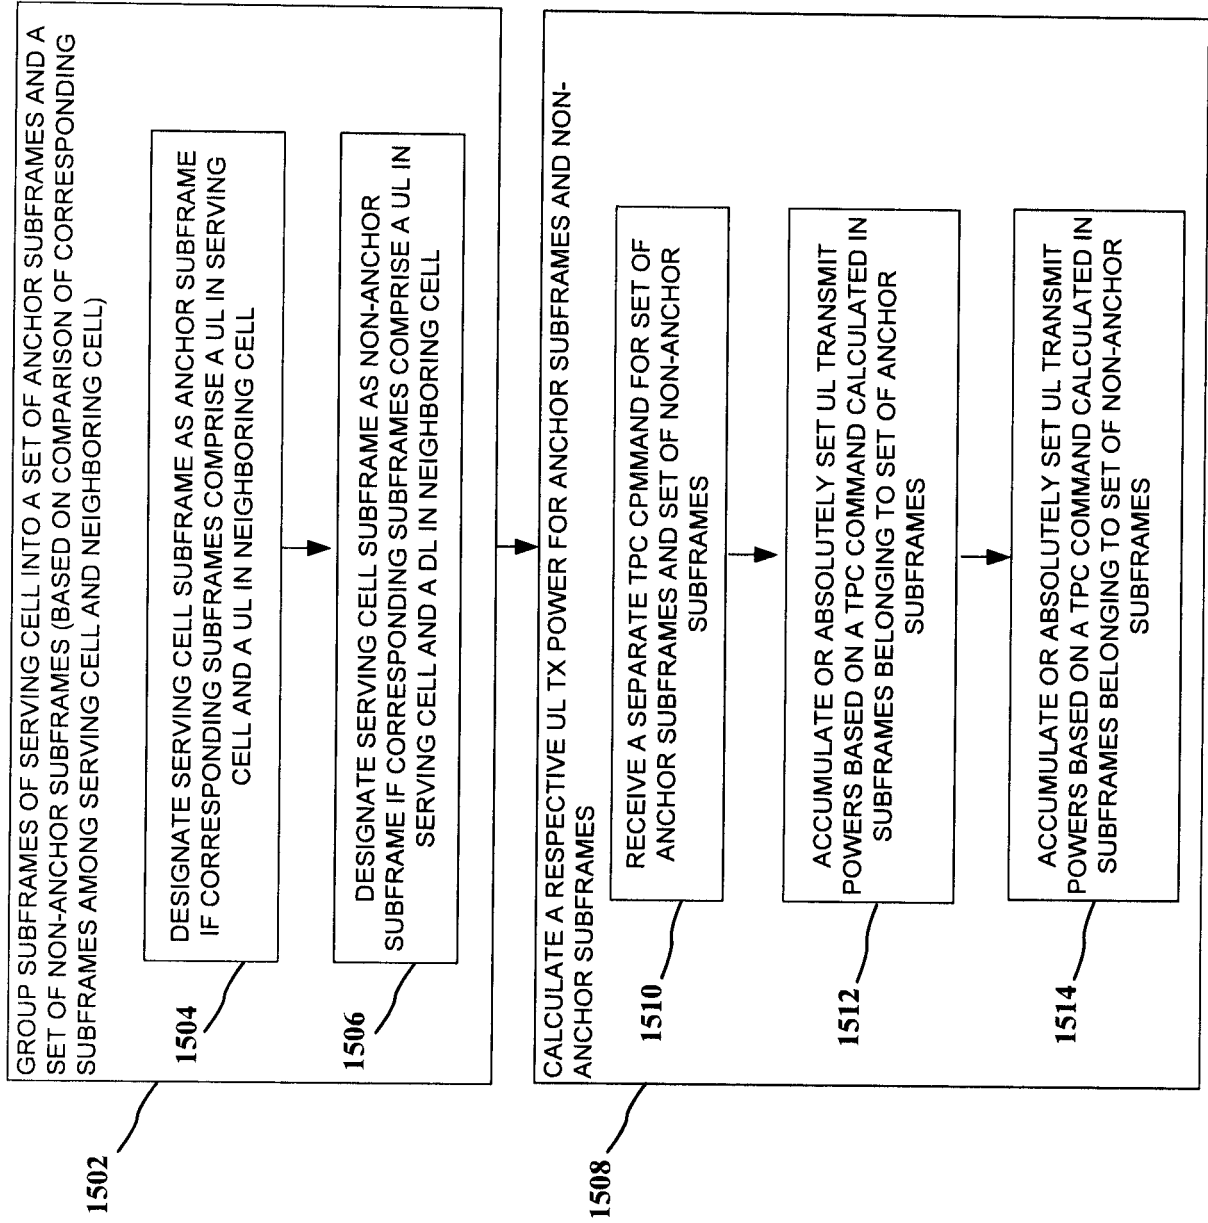 GROUP SUBFRAMES OF SERVING CELL INTO A SET OF ANCHOR SUBFRAMES AND A
SET OF NON-ANCHOR SUBFRAMES (BASED ON COMPARISON OF CORRESPONDING
SUBFRAMES AMONG SERVING CELL AND NEIGHBORING CELL)
1502
DESIGNATE SERVING CELL SUBFRAME AS ANCHOR SUBFRAME
IF CORRESPONDING SUBFRAMES COMPRISE A UL IN SERVING
CELL AND A UL IN NEIGHBORING CELL
1504
DESIGNATE SERVING CELL SUBFRAME AS NON-ANCHOR
SUBFRAME IF CORRESPONDING SUBFRAMES COMPRISE A UL IN
SERVING CELL AND A DL IN NEIGHBORING CELL
1506
CALCULATE A RESPECTIVE UL TX POWER FOR ANCHOR SUBFRAMES AND NON-
ANCHOR SUBFRAMES
1508
RECEIVE A SEPARATE TPC CPMMAND FOR SET OF
ANCHOR SUBFRAMES AND SET OF NON-ANCHOR
SUBFRAMES
1510
ACCUMULATE OR ABSOLUTELY SET UL TRANSMIT
POWERS BASED ON A TPC COMMAND CALCULATED IN
SUBFRAMES BELONGING TO SET OF ANCHOR
SUBFRAMES
1512
ACCUMULATE OR ABSOLUTELY SET UL TRANSMIT
POWERS BASED ON A TPC COMMAND CALCULATED IN
SUBFRAMES BELONGING TO SET OF NON-ANCHOR
SUBFRAMES
1514